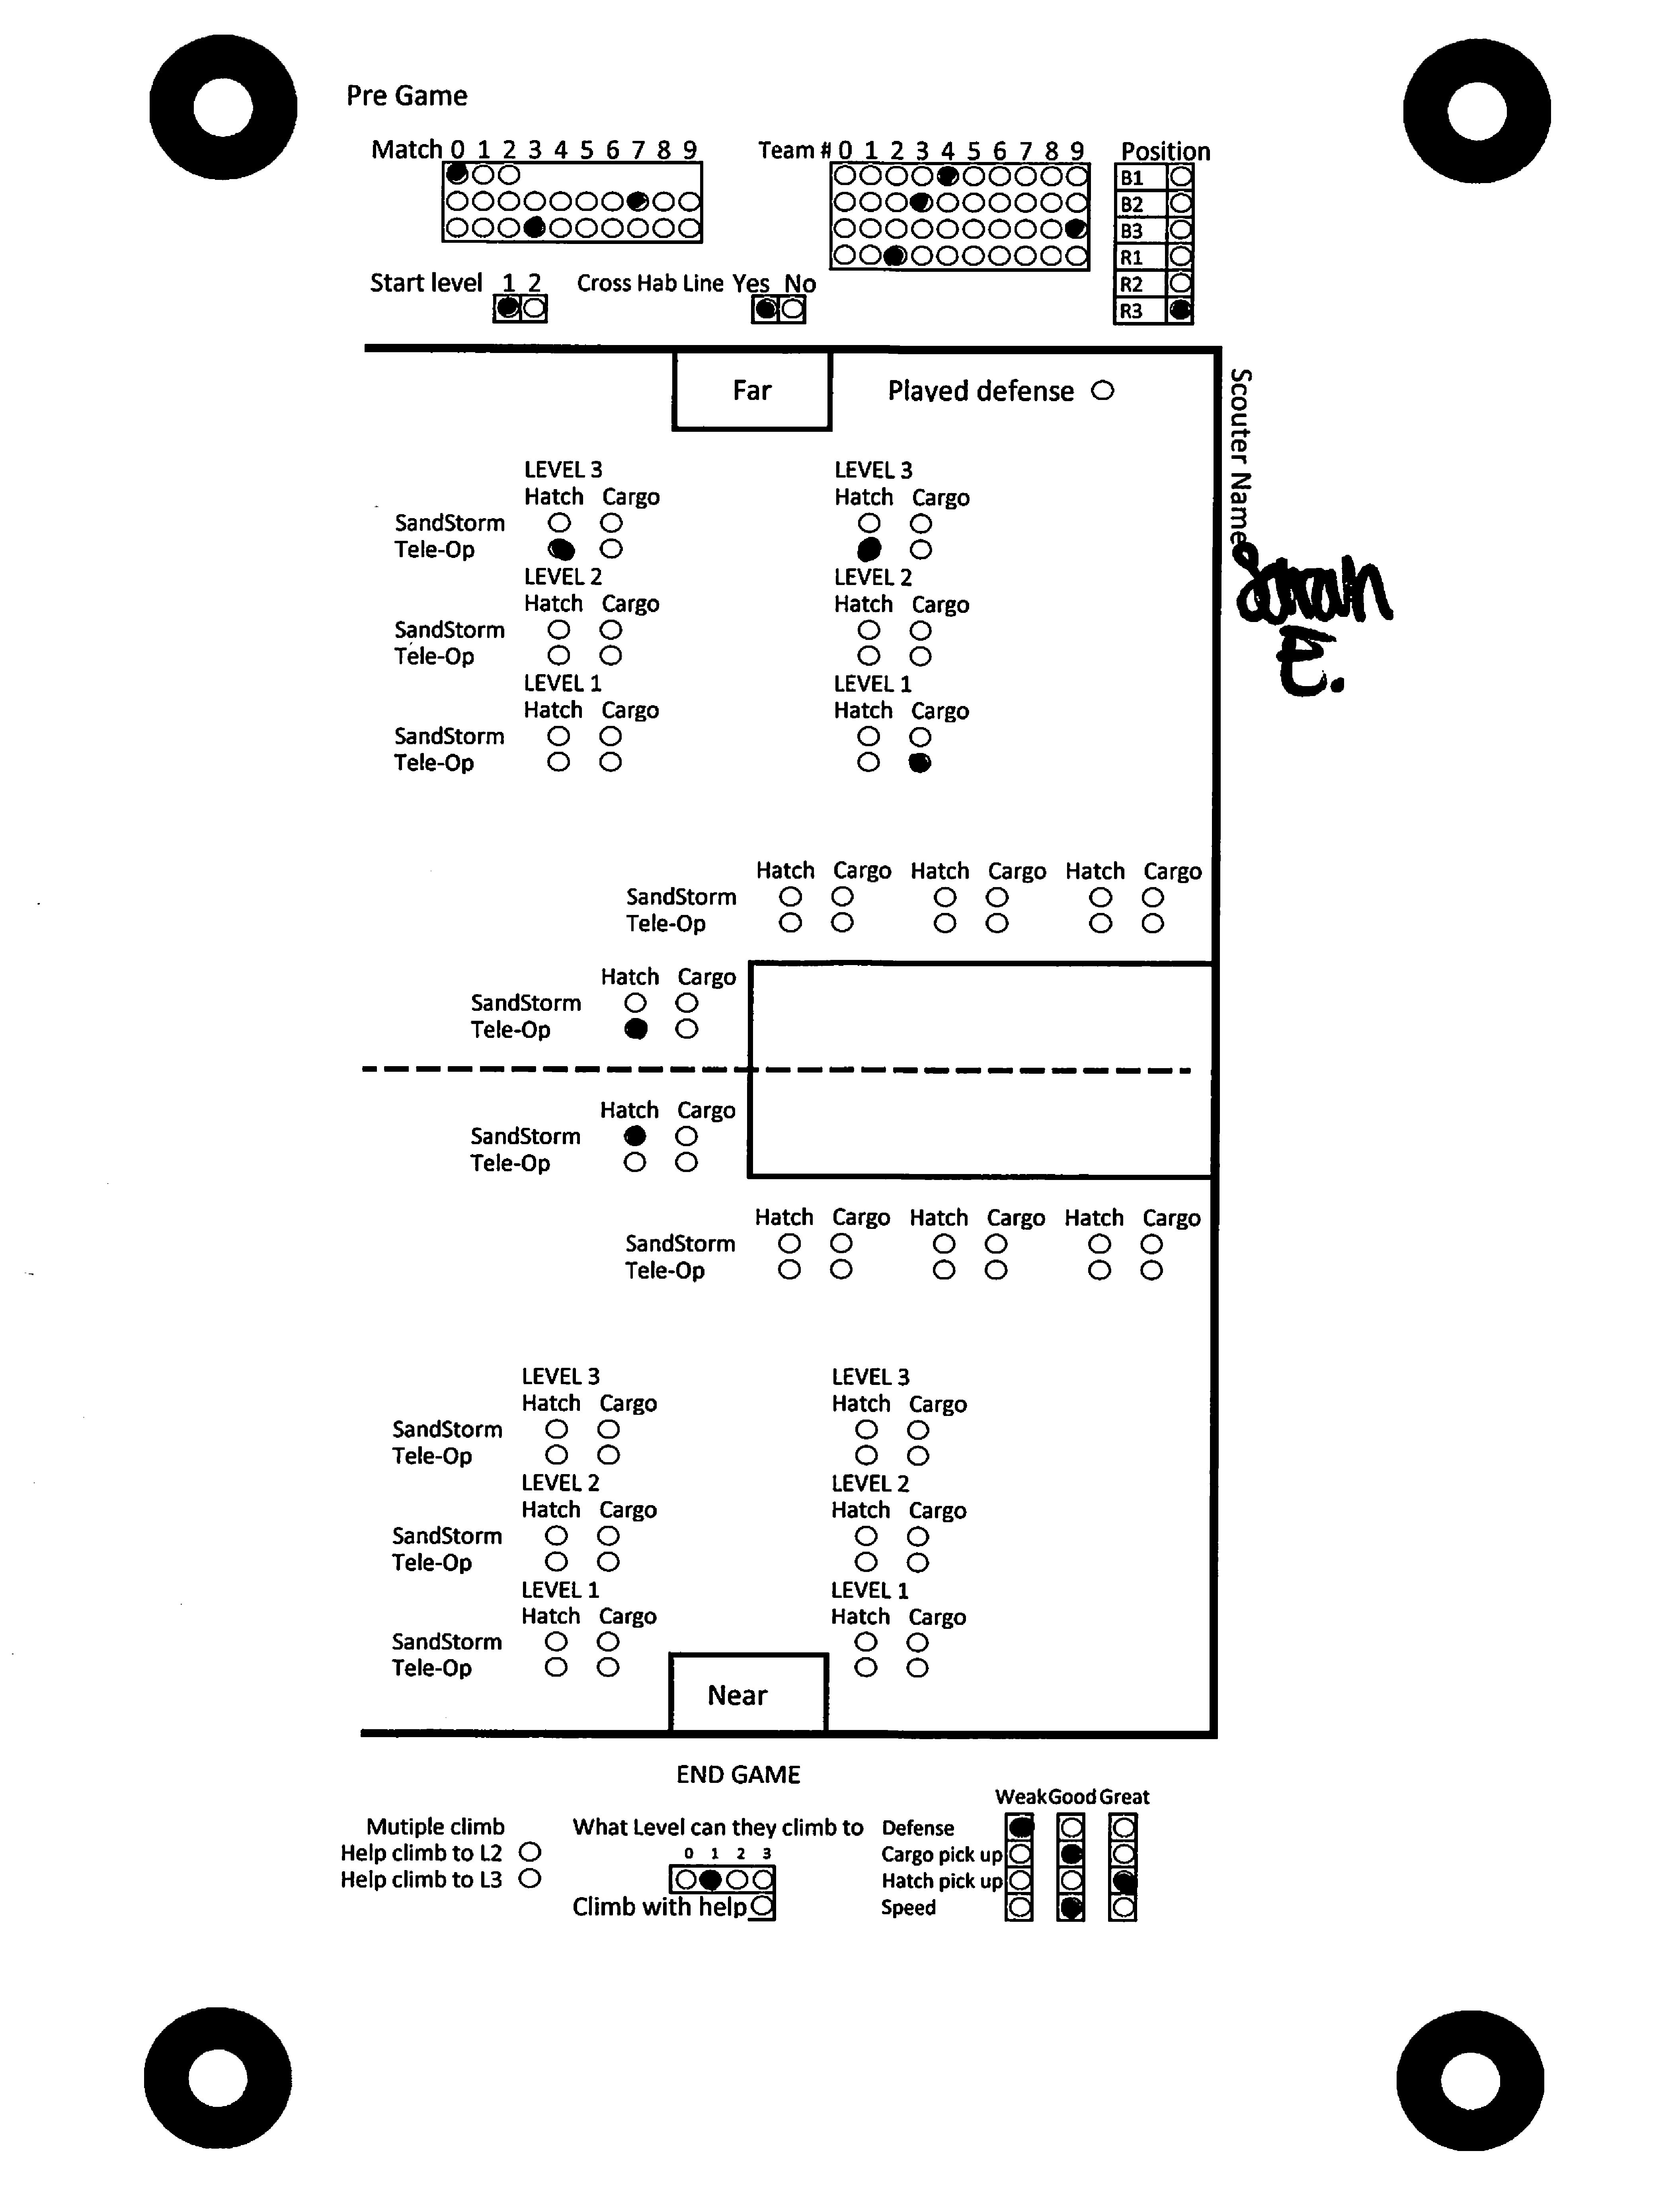 Pre Game
Match 0 1 2 3 4 5 6 7 8 9
Team # 0 1 2 3 4 5 6 7 8 9
Position
B1
B2
B3
R1
R2
R3
Start level 1 2
Cross Hab Line Yes No
Far
Played defense
Scouter Name
Sarah
E.
LEVEL 3 LEVEL 3
Hatch Cargo Hatch Cargo
SandStorm
Tele-Op
LEVEL 2 LEVEL 2
Hatch Cargo Hatch Cargo
SandStorm
Tele-Op
LEVEL 1 LEVEL 1
Hatch Cargo Hatch Cargo
SandStorm
Tele-Op
Hatch Cargo Hatch Cargo Hatch Cargo
SandStorm
Tele-Op
Hatch Cargo
SandStorm
Tele-Op
Hatch Cargo
SandStorm
Tele-Op
Hatch Cargo Hatch Cargo Hatch Cargo
SandStorm
Tele-Op
LEVEL 3 LEVEL 3
Hatch Cargo Hatch Cargo
SandStorm
Tele-Op
LEVEL 2 LEVEL 2
Hatch Cargo Hatch Cargo
SandStorm
Tele-Op
LEVEL 1 LEVEL 1
Hatch Cargo Hatch Cargo
SandStorm
Tele-Op
Near
END GAME
Mutiple climb
Help climb to L2
Help climb to L3
What Level can they climb to
0 1 2 3
Climb with help
Weak Good Great
Defense
Cargo pick up
Hatch pick up
Speed